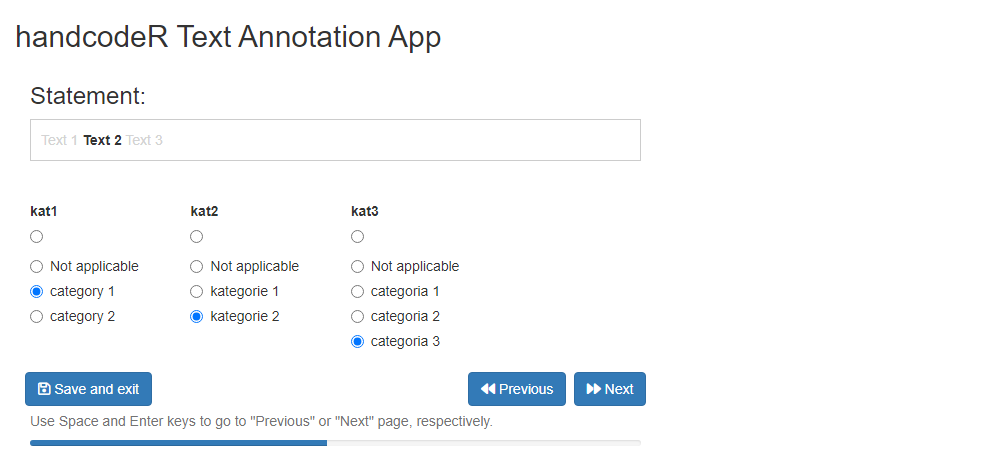 handcodeR Text Annotation App
Statement:
Text 1 Text 2 Text 3
kat1 kat2 kat3
Not applicable Not applicable Not applicable
category 1 kategorie 1 categoria 1
category 2 kategorie 2 categoria 2
categoria 3
Save and exit Previous Next
Use Space and Enter keys to go to "Previous" or "Next" page, respectively.